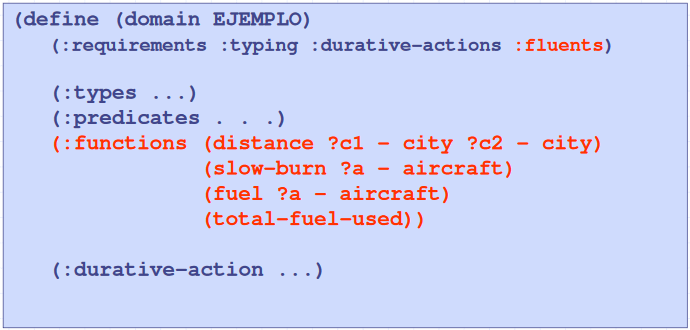 (define (domain EJEMPLO)
(:requirements :typing :durative-actions :fluents)
(:types ...)
(:predicates . . .)
(:functions (distance ?c1 - city ?c2 - city)
(slow-burn ?a - aircraft)
(fuel ?a - aircraft)
(total-fuel-used))
(:durative-action ...)